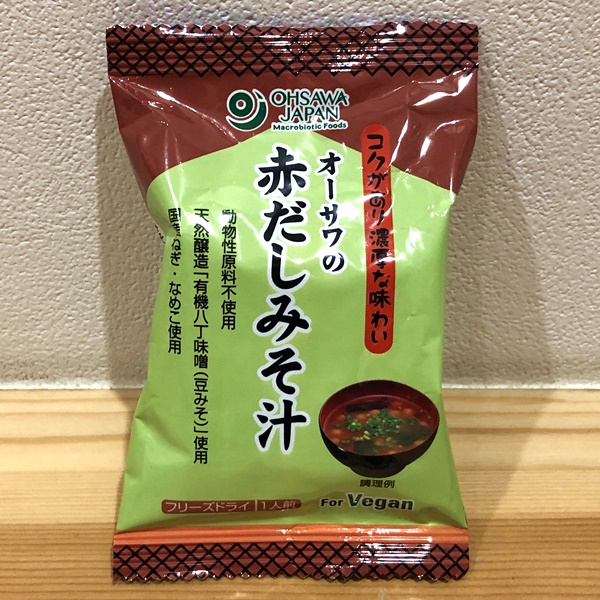 OHSAWA
JAPAN
Macrobiotic Foods
コクがあり濃厚な味わい
オーサワの
赤だしみそ汁
動物性原料不使用
天然醸造「有機八丁味噌(豆みそ)」使用
国産ねぎ・なめこ使用
調理例
フリーズドライ 1人前
For Vegan